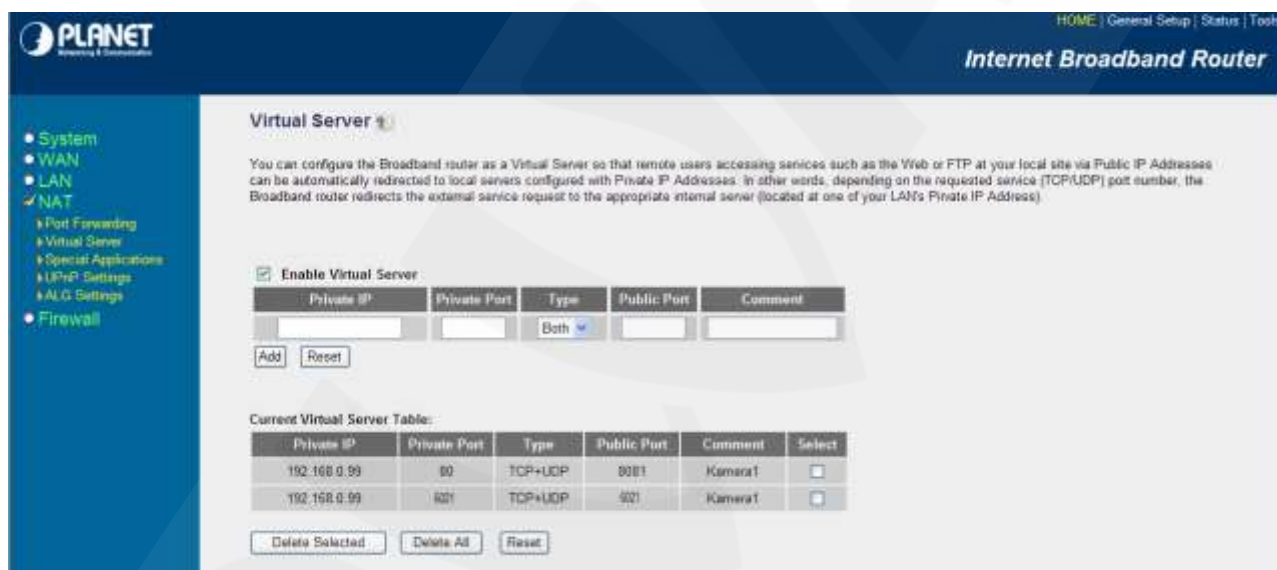 PLANET
Networking & Communication
HOME | General Setup | Status | Tools
Internet Broadband Router
System
WAN
LAN
NAT
Port Forwarding
Virtual Server
Special Applications
UPnP Settings
ALG Settings
Firewall
Virtual Server
You can configure the Broadband router as a Virtual Server so that remote users accessing services such as the Web or FTP at your local site via Public IP Addresses
can be automatically redirected to local servers configured with Private IP Addresses. In other words, depending on the requested service (TCP/UDP) port number, the
Broadband router redirects the external service request to the appropriate internal server (located at one of your LAN's Private IP Address).
Enable Virtual Server
Private IP Private Port Type Public Port Comment
Both
Add Reset
Current Virtual Server Table:
Private IP Private Port Type Public Port Comment Select
192.168.0.99 80 TCP+UDP 8081 Kamera1
192.168.0.99 6021 TCP+UDP 6021 Kamera1
Delete Selected Delete All Reset